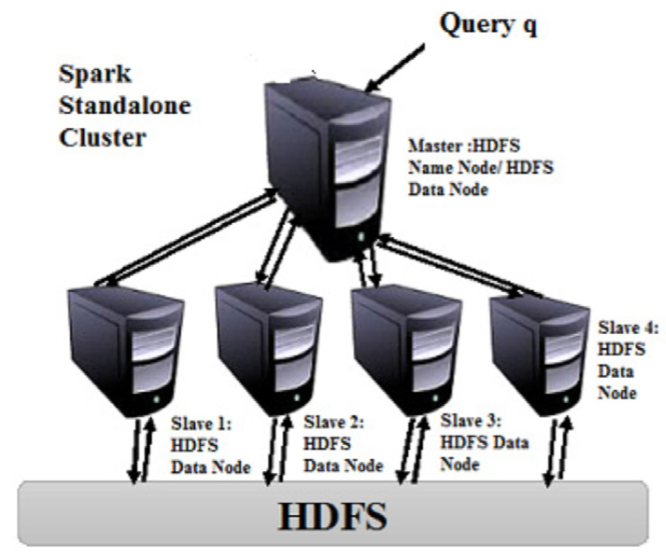 Query q
Spark
Standalone
Cluster
Master :HDFS
Name Node/ HDFS
Data Node
Slave 4:
HDFS
Data
Node
Slave 1:
HDFS
Data Node
Slave 2:
HDFS
Data Node
Slave 3:
HDFS Data
Node
HDFS